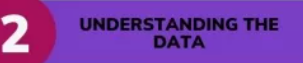 2
UNDERSTANDING THE
DATA